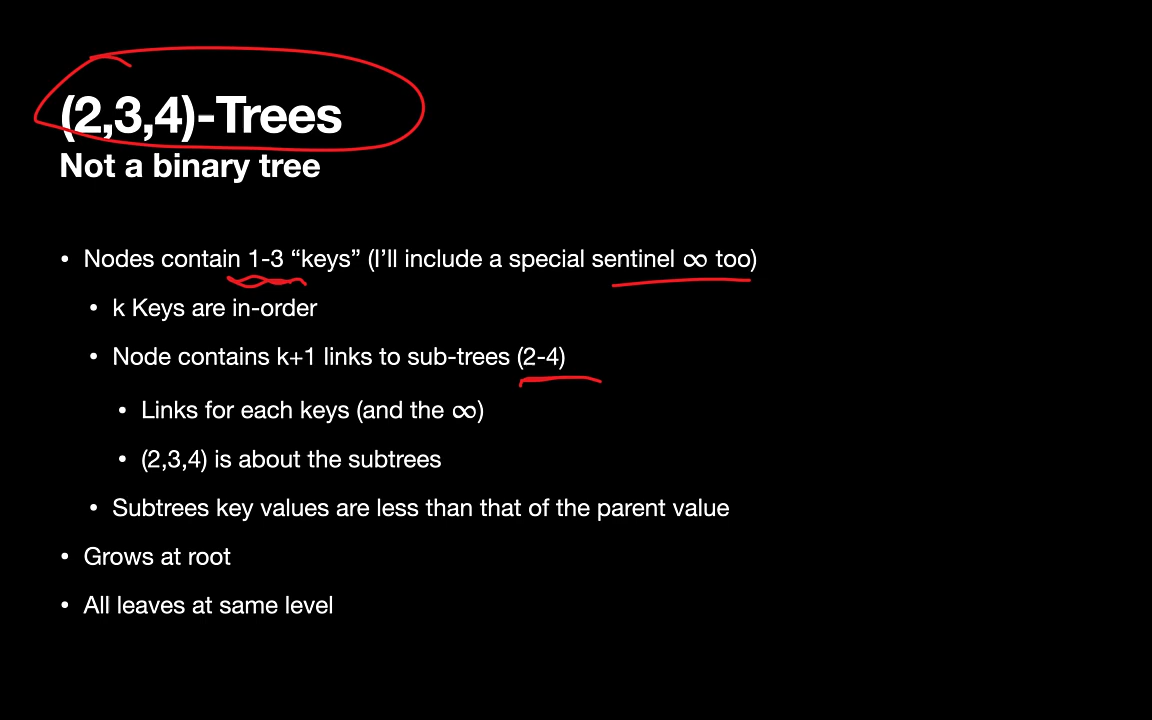 (2,3,4)-Trees
Not a binary tree
• Nodes contain 1-3 “keys” (I’ll include a special sentinel ∞ too)
• k Keys are in-order
• Node contains k+1 links to sub-trees (2-4)
• Links for each keys (and the ∞)
• (2,3,4) is about the subtrees
• Subtrees key values are less than that of the parent value
• Grows at root
• All leaves at same level